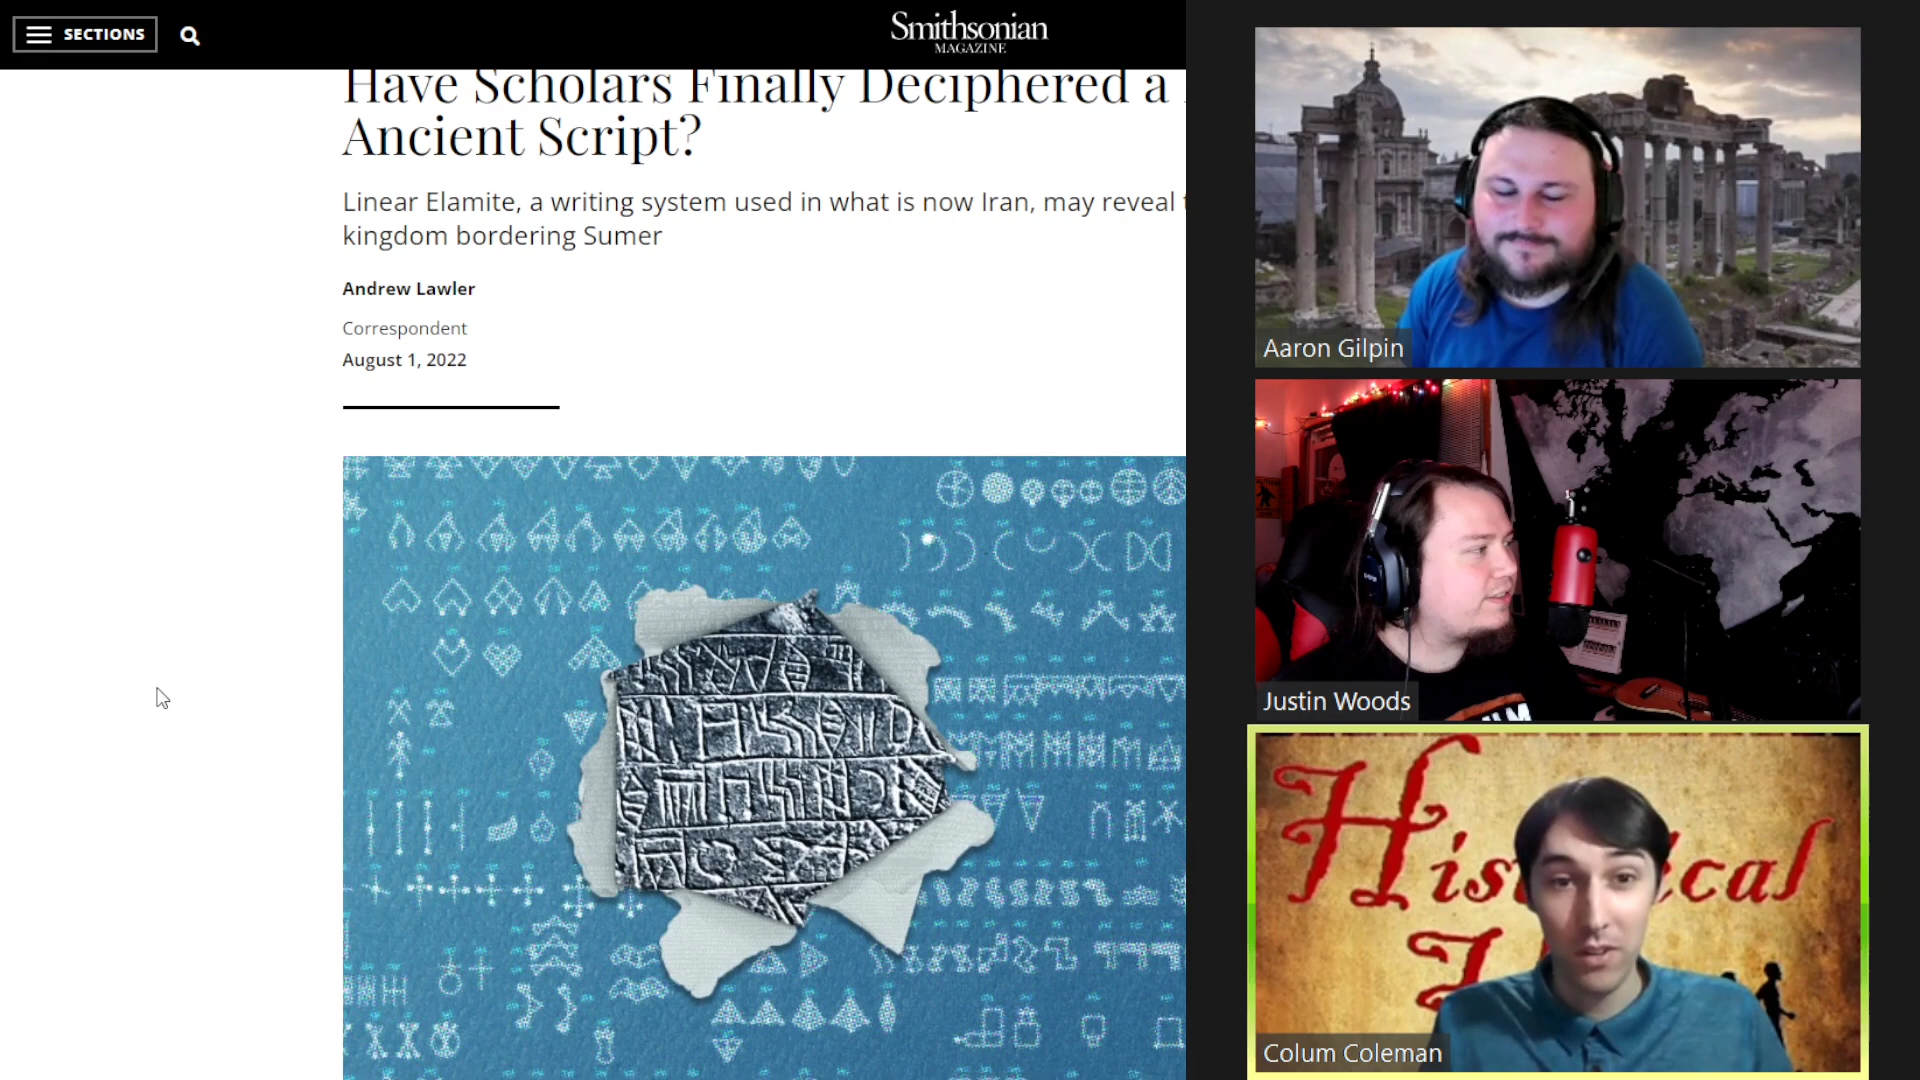 SECTIONS
Smithsonian
MAGAZINE
Have Scholars Finally Deciphered a
Ancient Script?
Linear Elamite, a writing system used in what is now Iran, may reveal
kingdom bordering Sumer
Andrew Lawler
Correspondent
August 1, 2022
Aaron Gilpin
Justin Woods
Colum Coleman